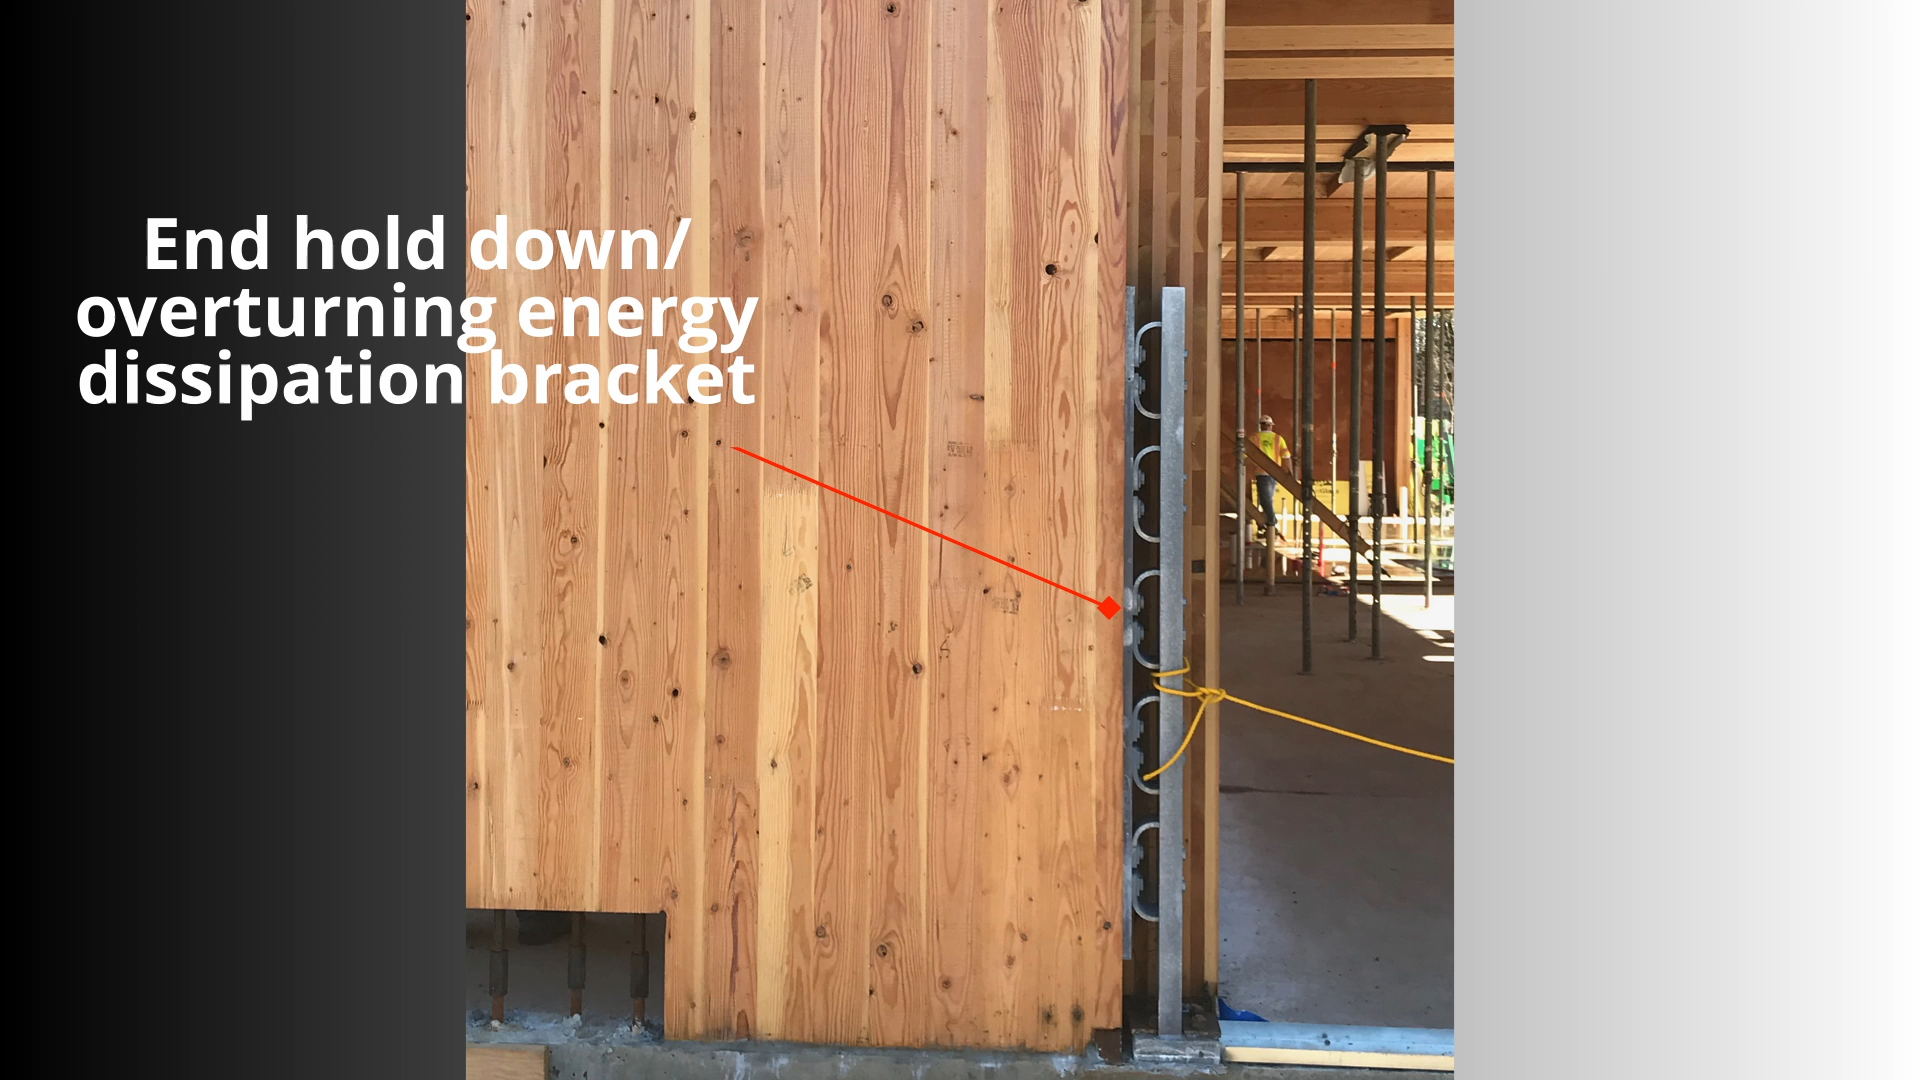 End hold down/
overturning energy
dissipation bracket